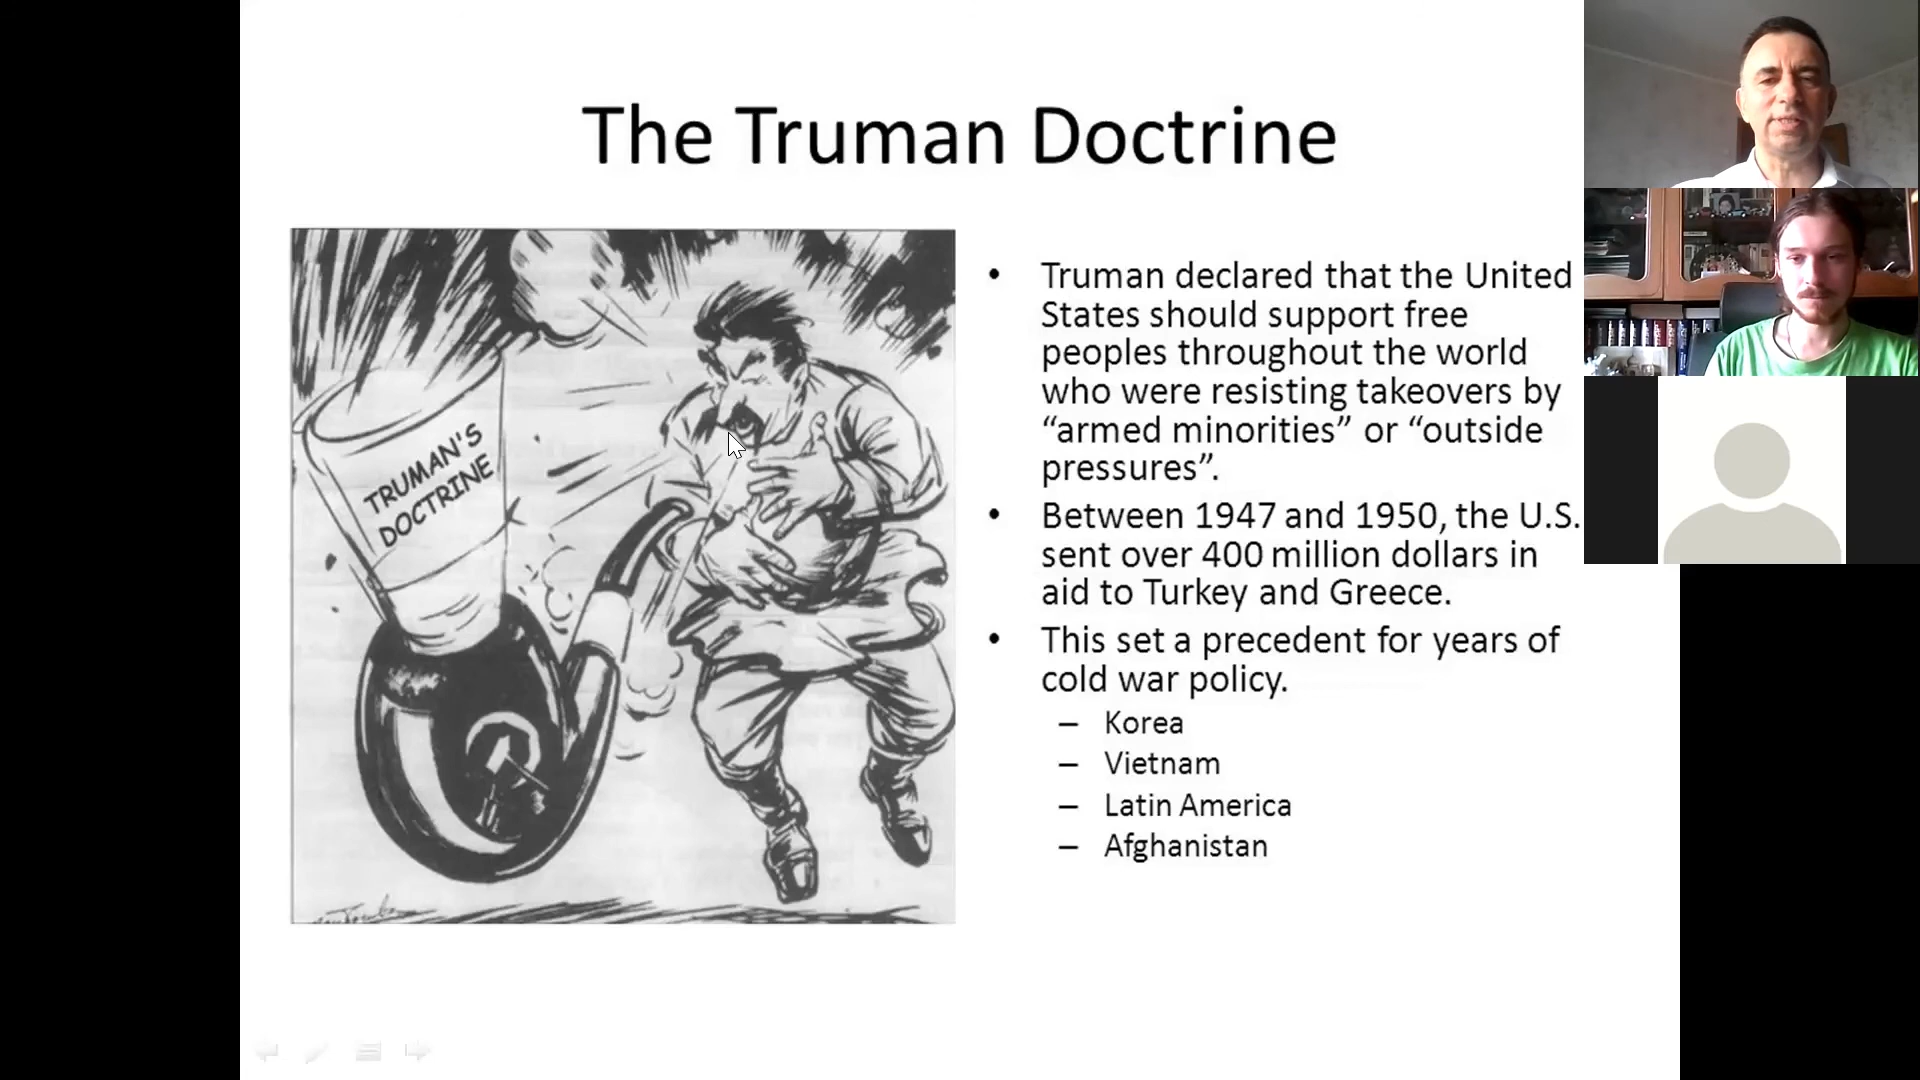 The Truman Doctrine
TRUMAN'S
DOCTRINE
• Truman declared that the United
States should support free
peoples throughout the world
who were resisting takeovers by
“armed minorities” or “outside
pressures”.
• Between 1947 and 1950, the U.S.
sent over 400 million dollars in
aid to Turkey and Greece.
• This set a precedent for years of
cold war policy.
– Korea
– Vietnam
– Latin America
– Afghanistan